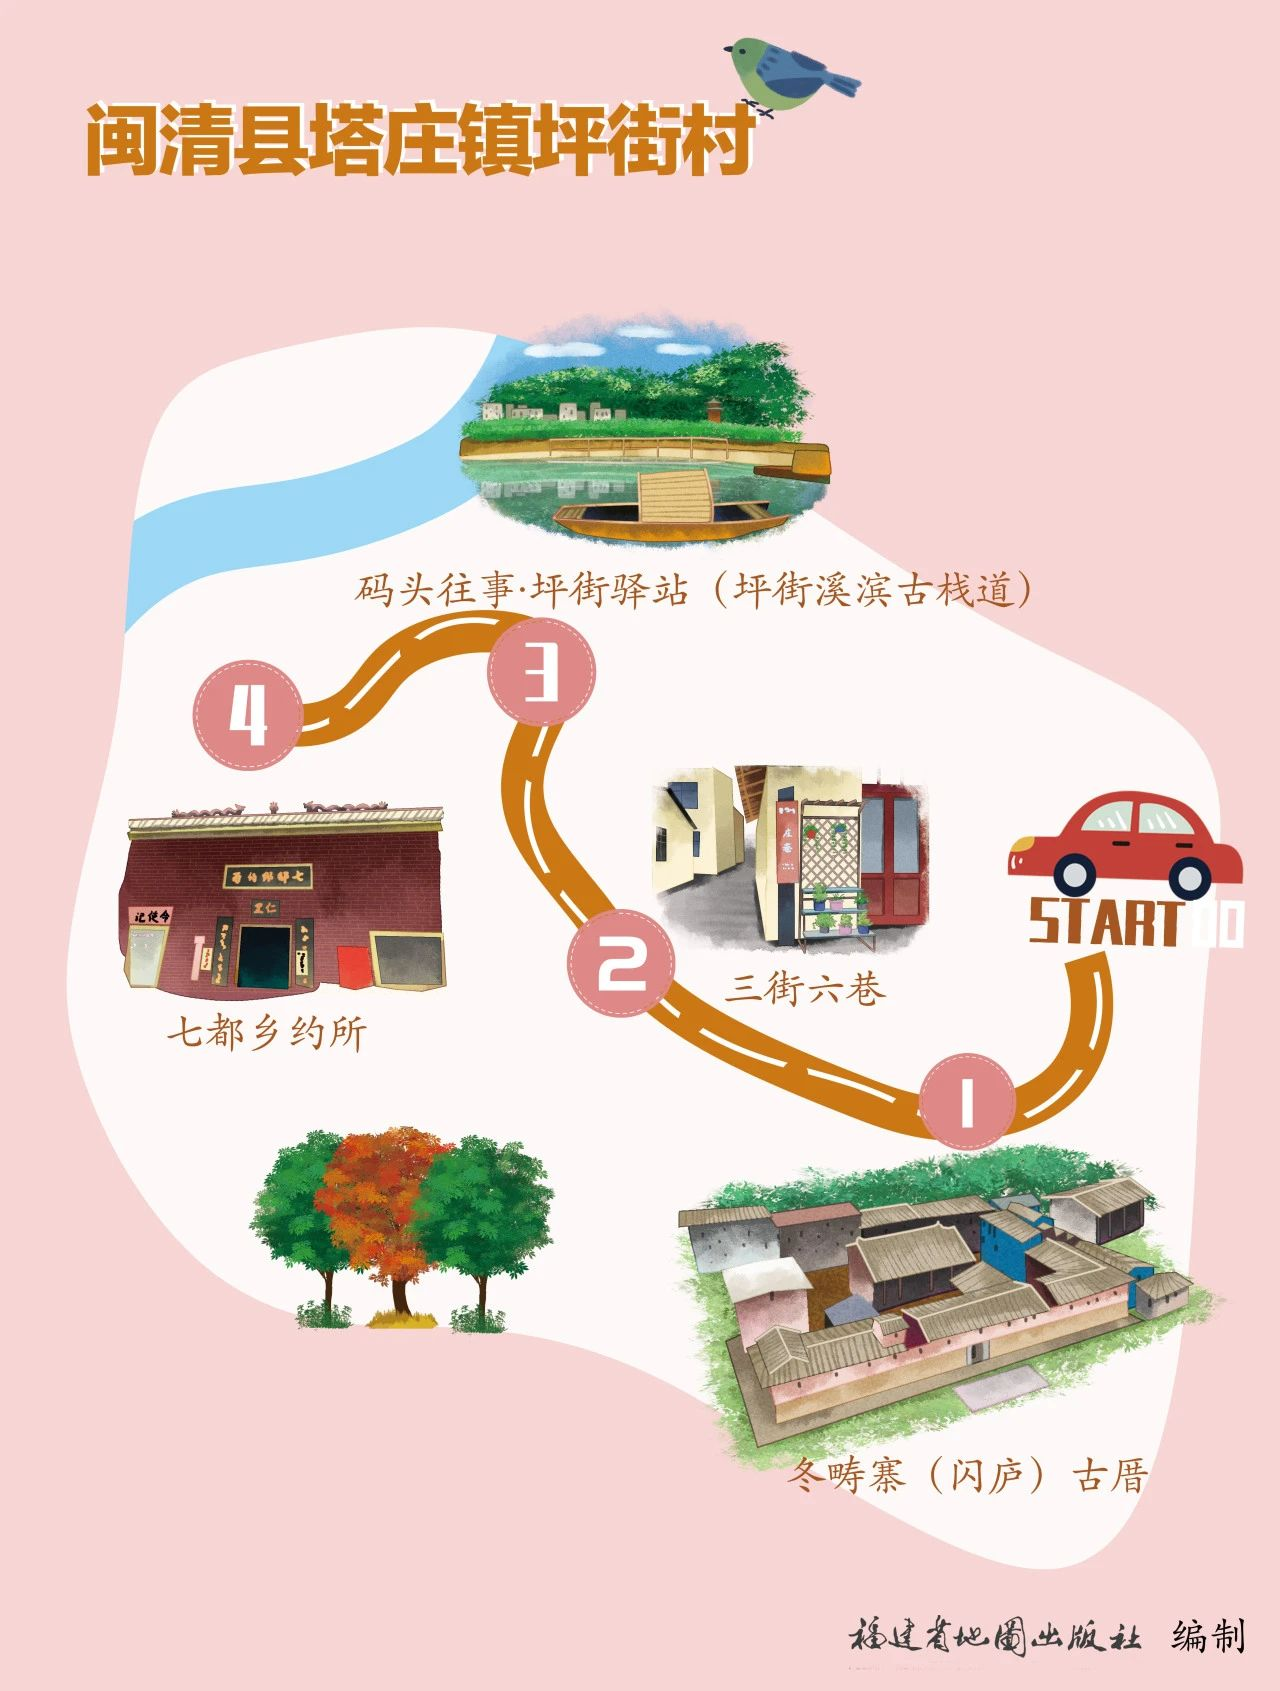 闽清县塔庄镇坪街村
码头往事·坪街驿站（坪街溪滨古栈道）
4
3
七都乡约所
仁里
2
三街六巷
START
1
冬畴寨（闪庐）古厝
福建省地图出版社 编制